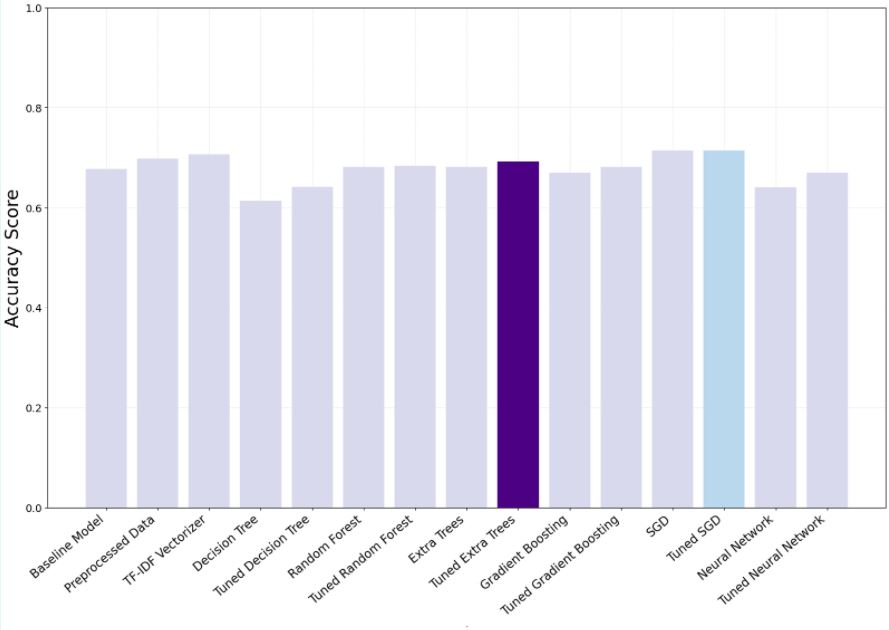 1.0
0.8
0.6
0.4
0.2
0.0
Accuracy Score
Baseline Model
Preprocessed Data
TF-IDF Vectorizer
Decision Tree
Tuned Decision Tree
Random Forest
Tuned Random Forest
Extra Trees
Tuned Extra Trees
Gradient Boosting
Tuned Gradient Boosting
SGD
Tuned SGD
Neural Network
Tuned Neural Network